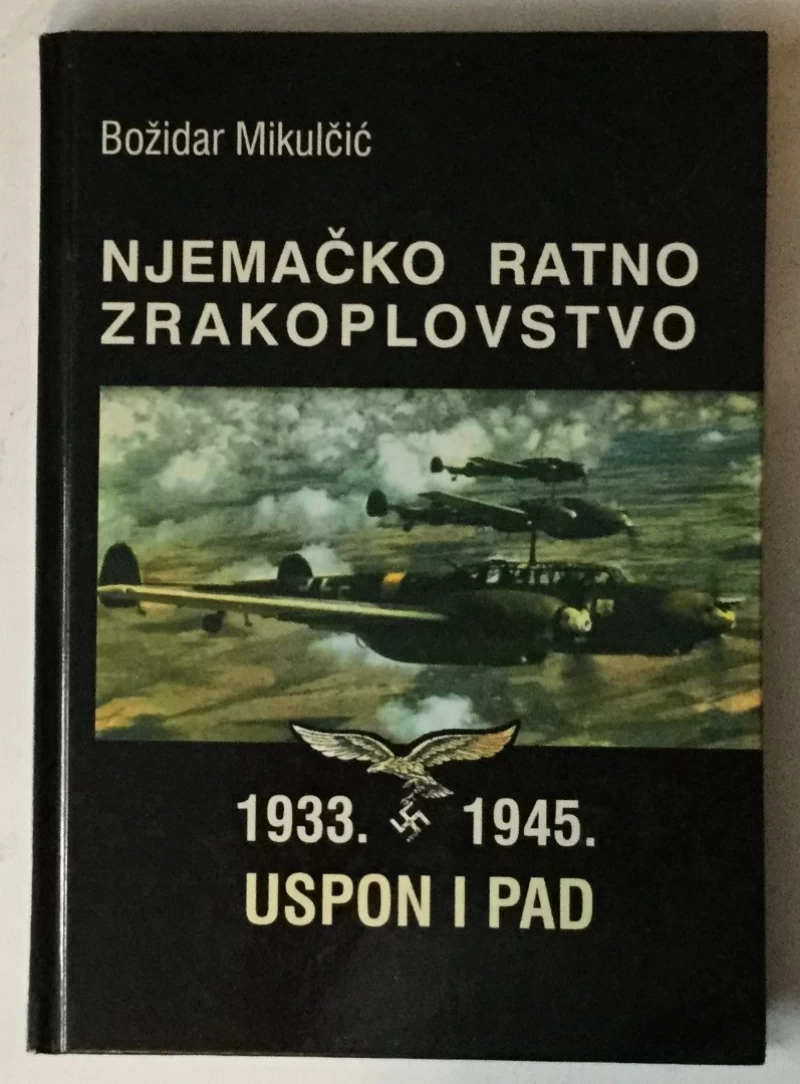 Božidar Mikulčić
NJEMAČKO RATNO
ZRAKOPLOVSTVO
1933. 1945.
USPON I PAD